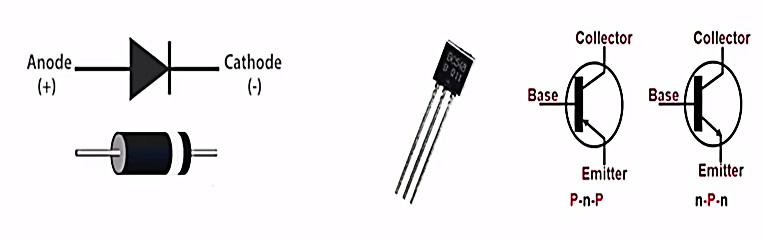 Anode
(+)
Cathode
(-)
Collector
Base
Emitter
P-n-P
Collector
Base
Emitter
n-P-n